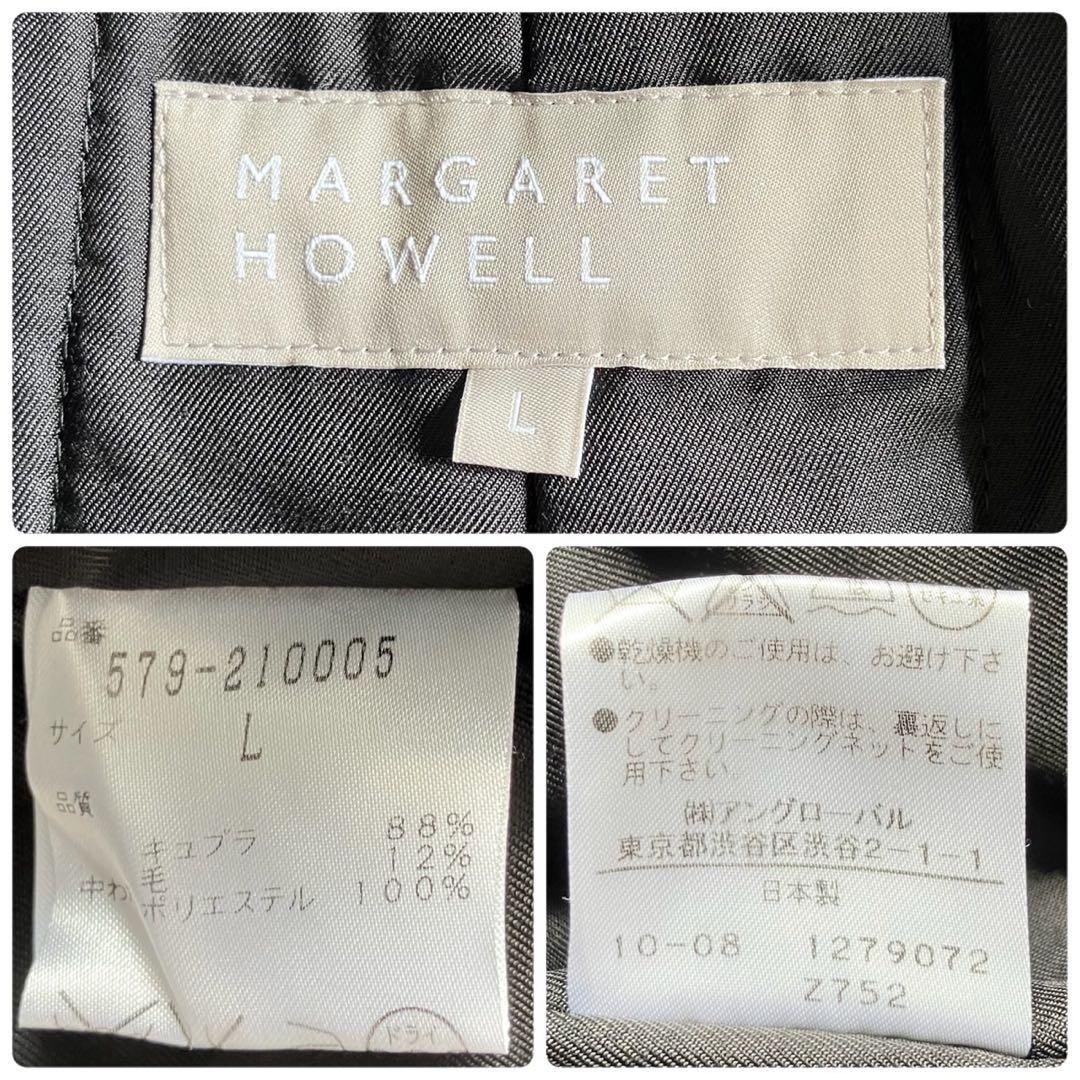 MARGARET
HOWELL
L
品番
579-210005
サイズ
L
品質
キュプラ 88%
毛 12%
中わ ポリエステル 100%
ドライ
●乾燥機のご使用は、お避け下さ
い。
●クリーニングの際は、裏返しに
してクリーニングネットをご使
用下さい。
㈱アングローバル
東京都渋谷区渋谷2-1-1
日本製
10-08 1279072
Z752